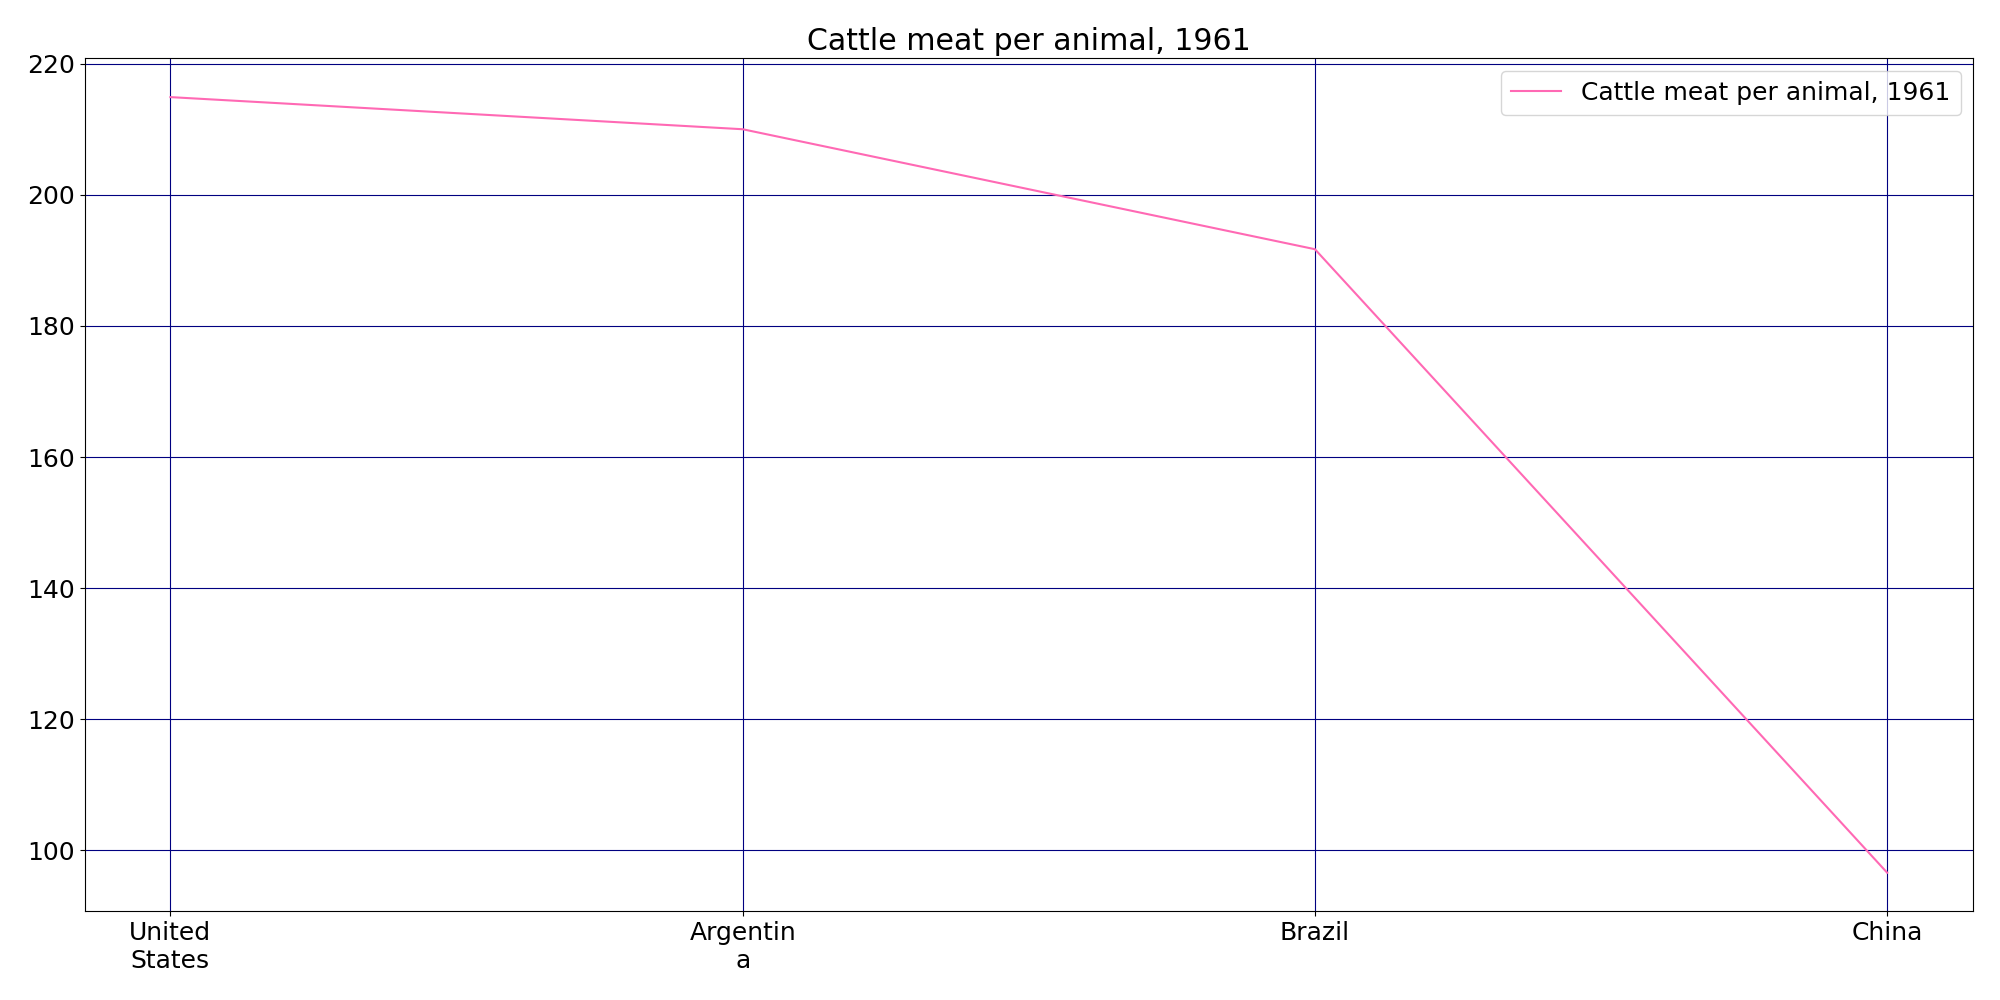 Cattle meat per animal, 1961
220
Cattle meat per animal, 1961
200
180
160
140
120
100
United
States
Argentin
a
Brazil
China